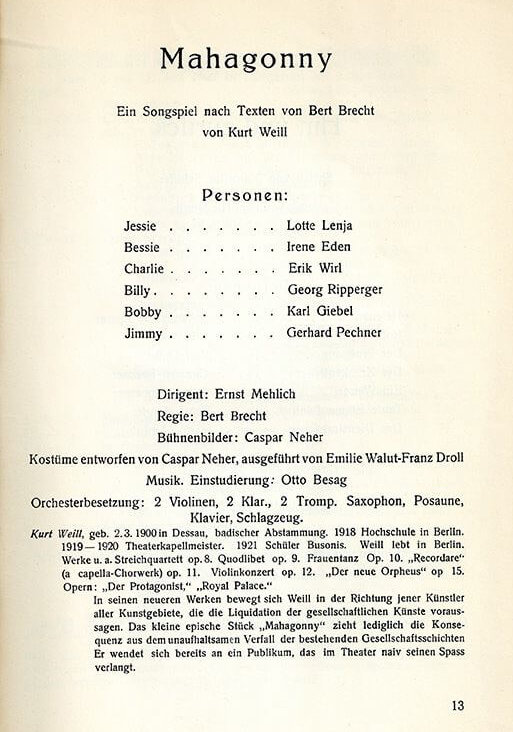 Mahagonny
Ein Songspiel nach Texten von Bert Brecht
von Kurt Weill
Personen:
Jessie . . . . . . . Lotte Lenja
Bessie . . . . . . . Irene Eden
Charlie . . . . . . . Erik Wirl
Billy . . . . . . . Georg Ripperger
Bobby . . . . . . . Karl Giebel
Jimmy . . . . . . . Gerhard Pechner
Dirigent: Ernst Mehlich
Regie: Bert Brecht
Bühnenbilder: Caspar Neher
Kostüme entworfen von Caspar Neher, ausgeführt von Emilie Walut-Franz Droll
Musik. Einstudierung: Otto Besag
Orchesterbesetzung: 2 Violinen, 2 Klar., 2 Tromp. Saxophon, Posaune,
Klavier, Schlagzeug.
Kurt Weill, geb. 2.3. 1900 in Dessau, badischer Abstammung. 1918 Hochschule in Berlin.
1919—1920 Theaterkapellmeister. 1921 Schüler Busonis. Weill lebt in Berlin.
Werke u. a. Streichquartett op. 8. Quodlibet op. 9. Frauentanz Op. 10. „Recordare"
(a capella-Chorwerk) op. 11. Violinkonzert op. 12. „Der neue Orpheus" op 15.
Opern: „Der Protagonist," „Royal Palace."
In seinen neueren Werken bewegt sich Weill in der Richtung jener Künstler
aller Kunstgebiete, die die Liquidation der gesellschaftlichen Künste voraus-
sagen. Das kleine epische Stück „Mahagonny" zieht lediglich die Konse-
quenz aus dem unaufhaltsamen Verfall der bestehenden Gesellschaftsschichten
Er wendet sich bereits an ein Publikum, das im Theater naiv seinen Spass
verlangt.
13